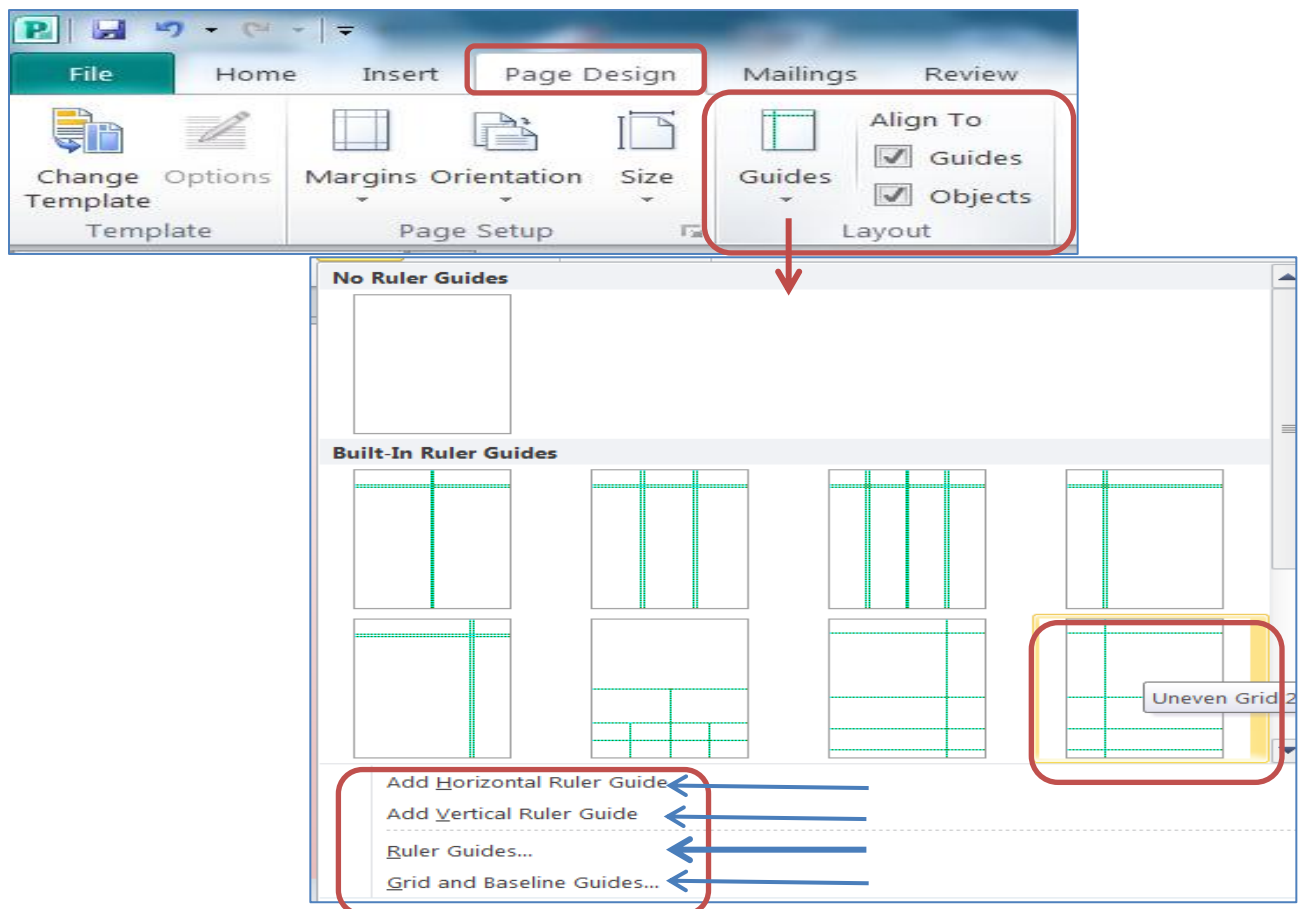 P
File Home Insert Page Design Mailings Review
Change Template Options Margins Orientation Size Guides Align To
Guides
Objects
Template Page Setup Layout
No Ruler Guides
Built-In Ruler Guides
Uneven Grid 2
Add Horizontal Ruler Guide
Add Vertical Ruler Guide
Ruler Guides...
Grid and Baseline Guides...